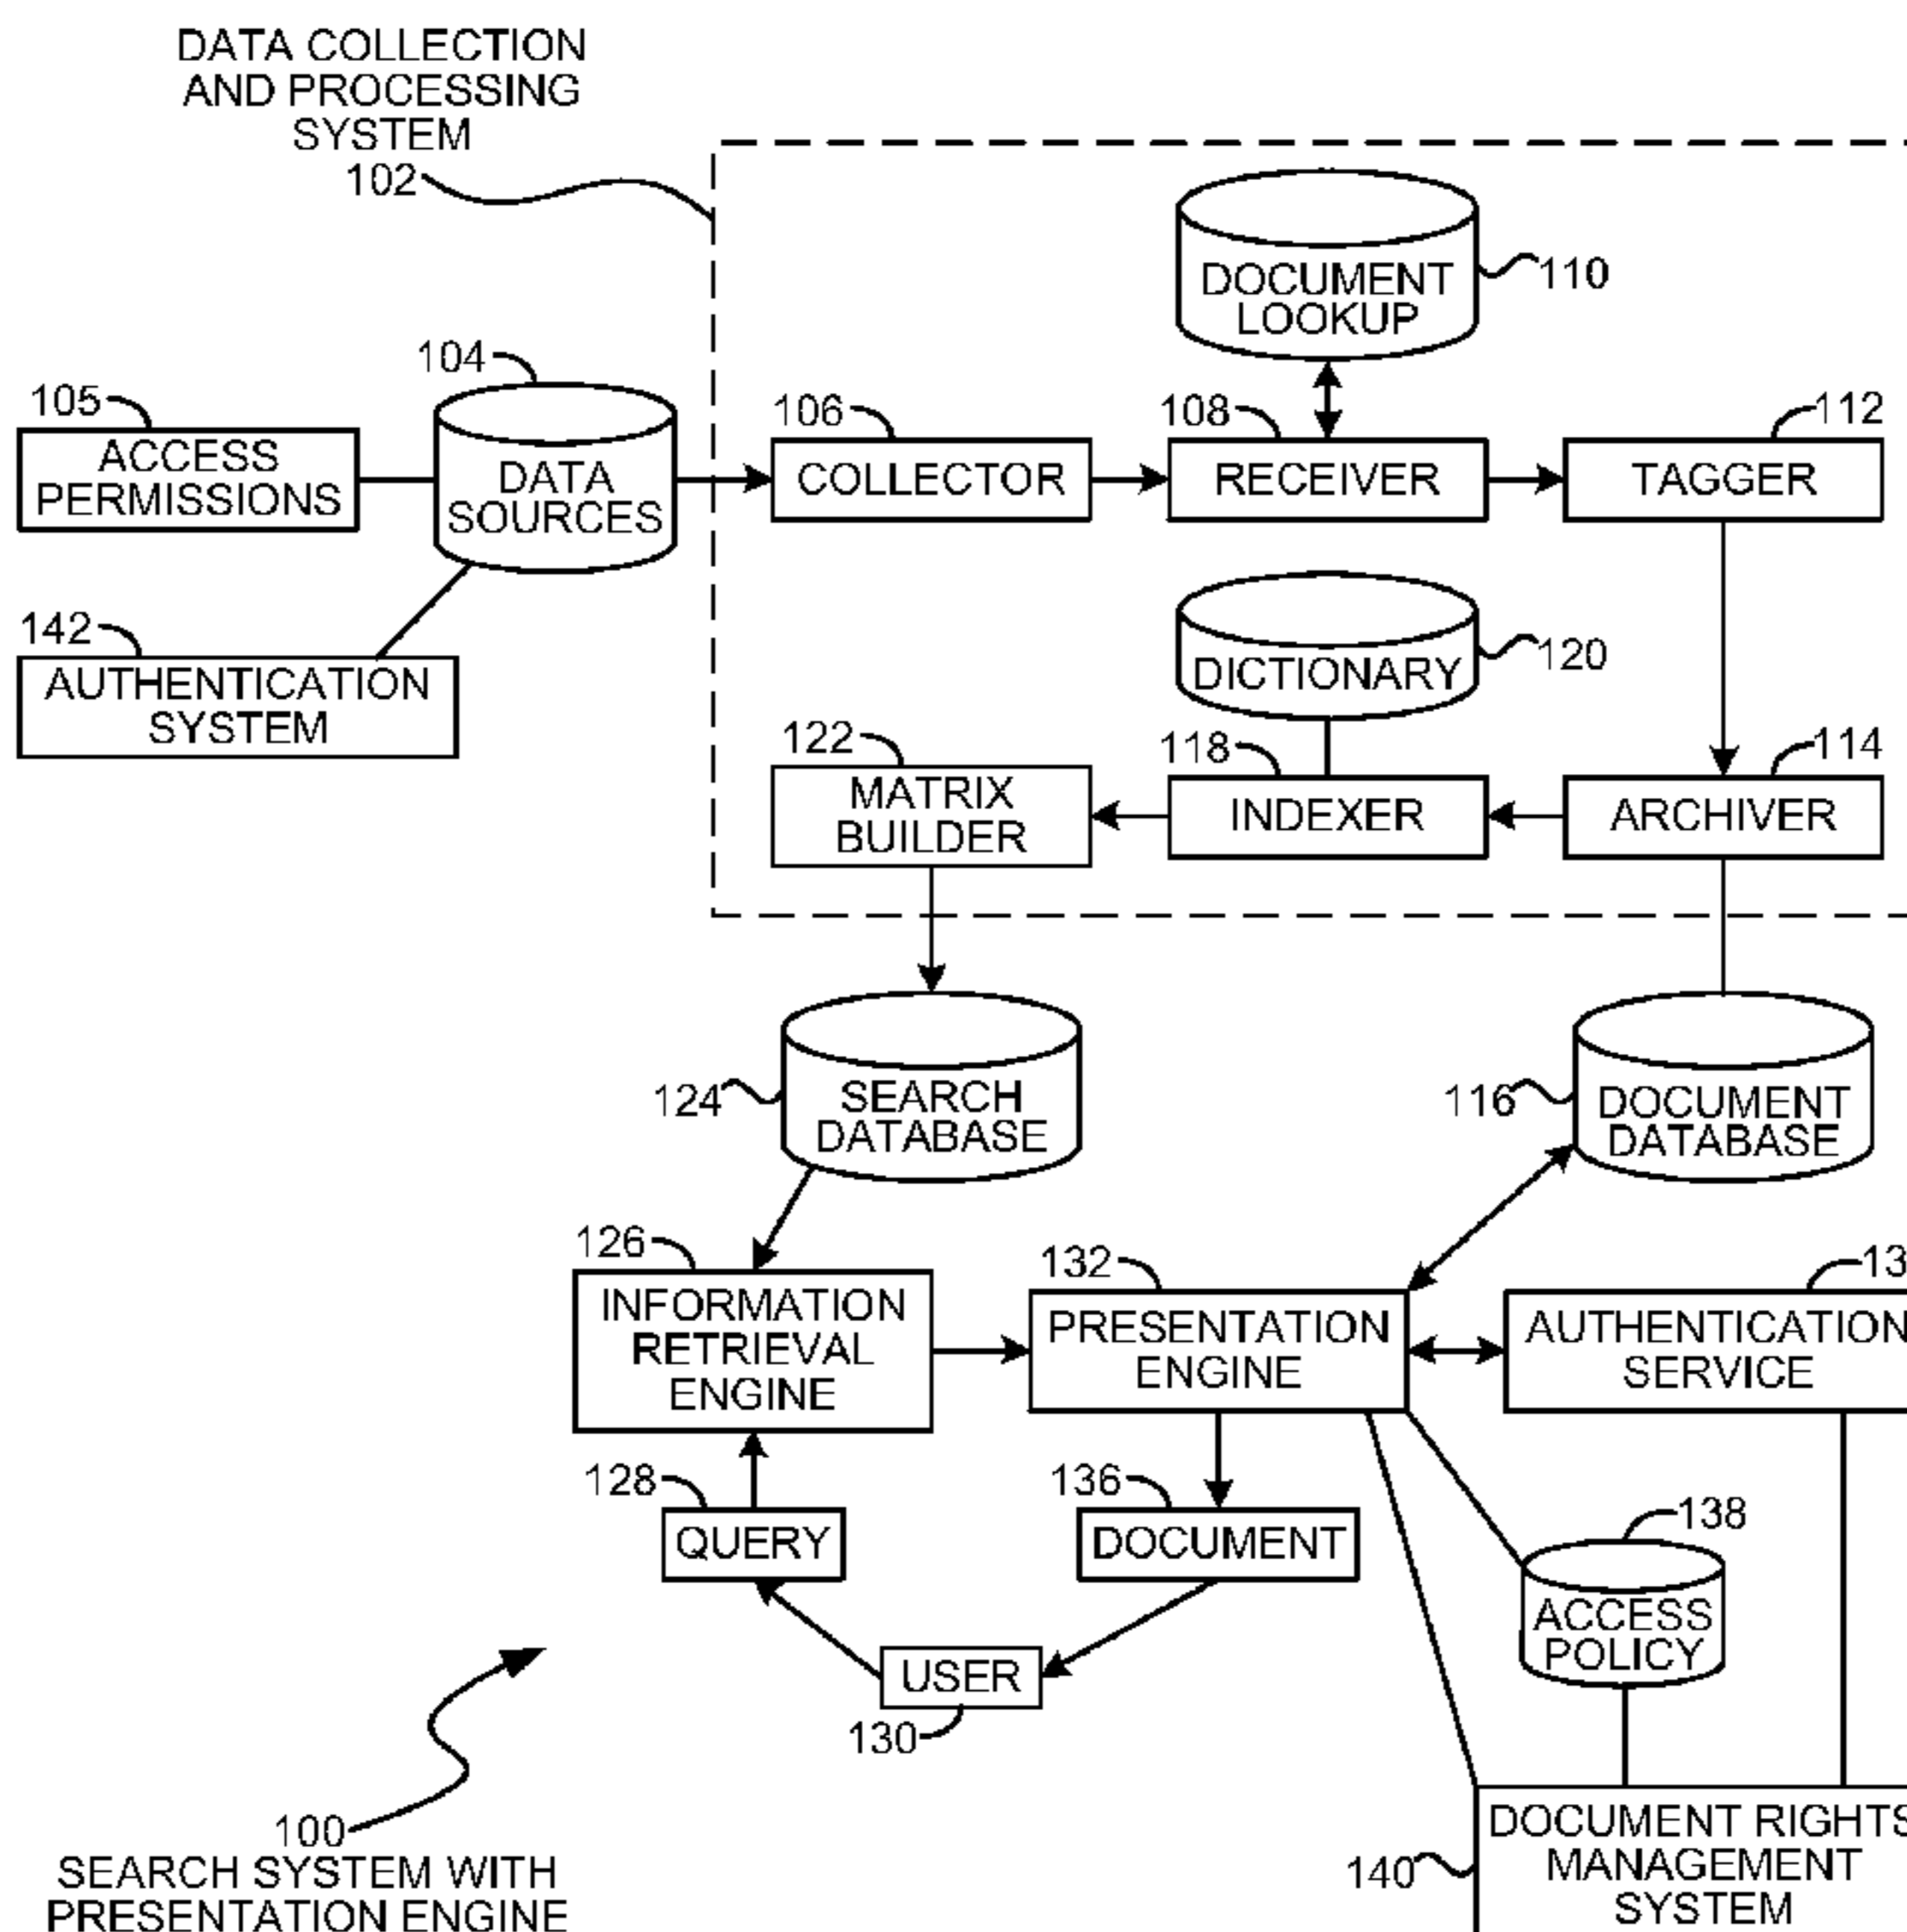 DATA COLLECTION
AND PROCESSING
SYSTEM
102
DOCUMENT
LOOKUP
110
104
105
ACCESS
PERMISSIONS
DATA
SOURCES
106
COLLECTOR
108
RECEIVER
112
TAGGER
142
AUTHENTICATION
SYSTEM
DICTIONARY
120
122
MATRIX
BUILDER
118
INDEXER
114
ARCHIVER
124
SEARCH
DATABASE
116
DOCUMENT
DATABASE
126
INFORMATION
RETRIEVAL
ENGINE
132
PRESENTATION
ENGINE
13
AUTHENTICATION
SERVICE
128
QUERY
136
DOCUMENT
138
ACCESS
POLICY
USER
130
100
SEARCH SYSTEM WITH
PRESENTATION ENGINE
140
DOCUMENT RIGHTS
MANAGEMENT
SYSTEM